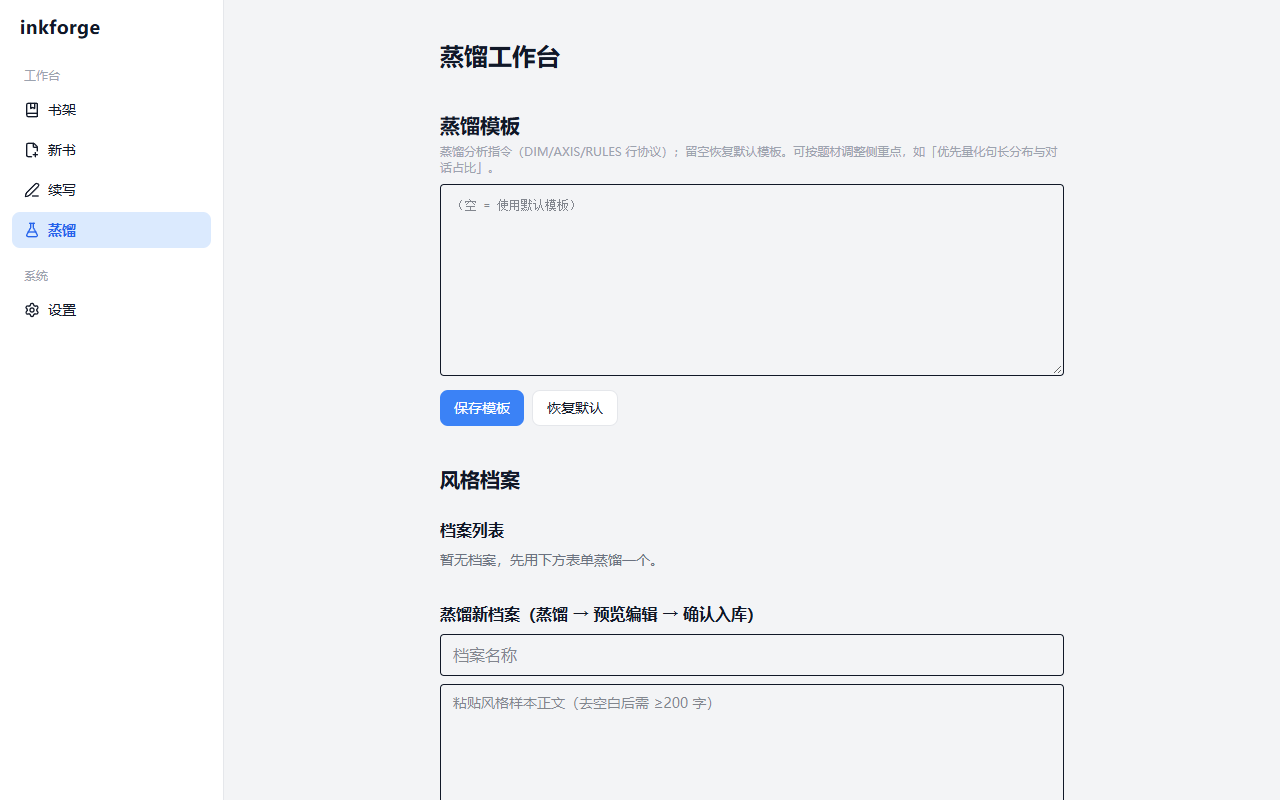 inkforge
工作台
书架
新书
续写
蒸馏
系统
设置
蒸馏工作台
蒸馏模板
蒸馏分析指令（DIM/AXIS/RULES 行协议）；留空恢复默认模板。可按题材调整侧重点，如「优先量化句长分布与对
话占比」。
（空 = 使用默认模板）
保存模板
恢复默认
风格档案
档案列表
暂无档案，先用下方表单蒸馏一个。
蒸馏新档案（蒸馏 → 预览编辑 → 确认入库）
档案名称
粘贴风格样本正文（去空白后需 ≥200 字）